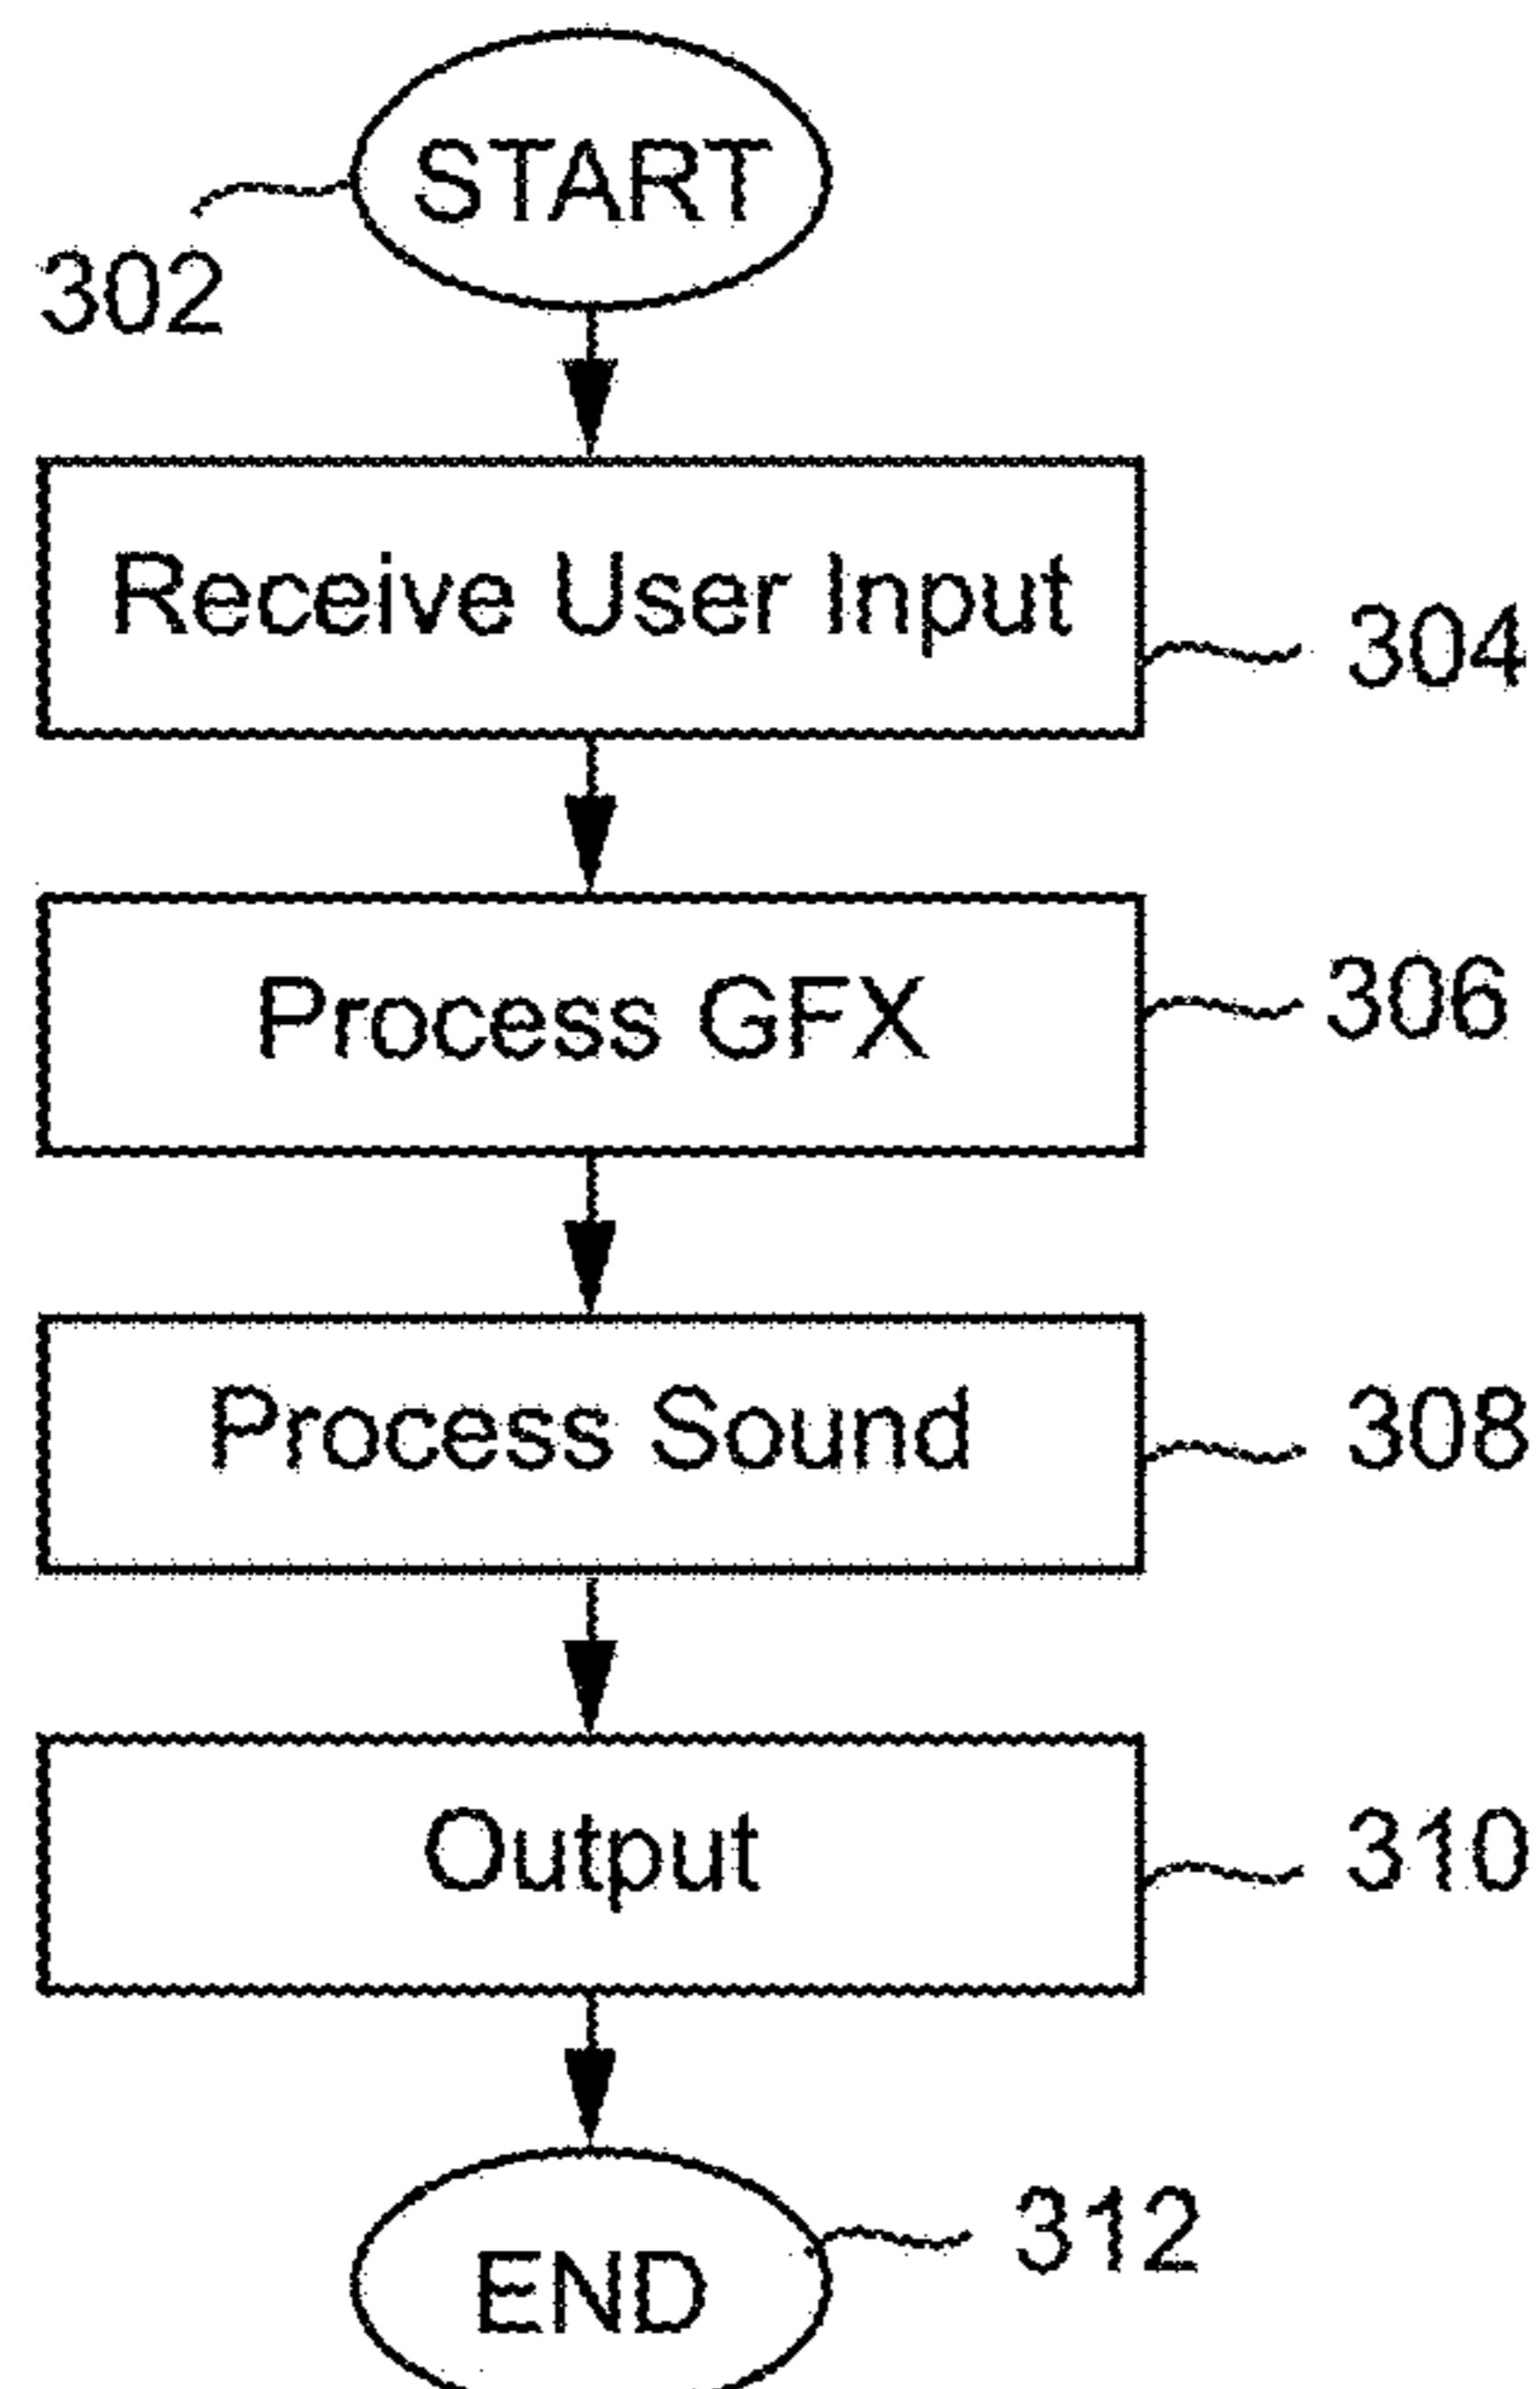 START
302
Receive User Input
304
Process GFX
306
Process Sound
308
Output
310
END
312